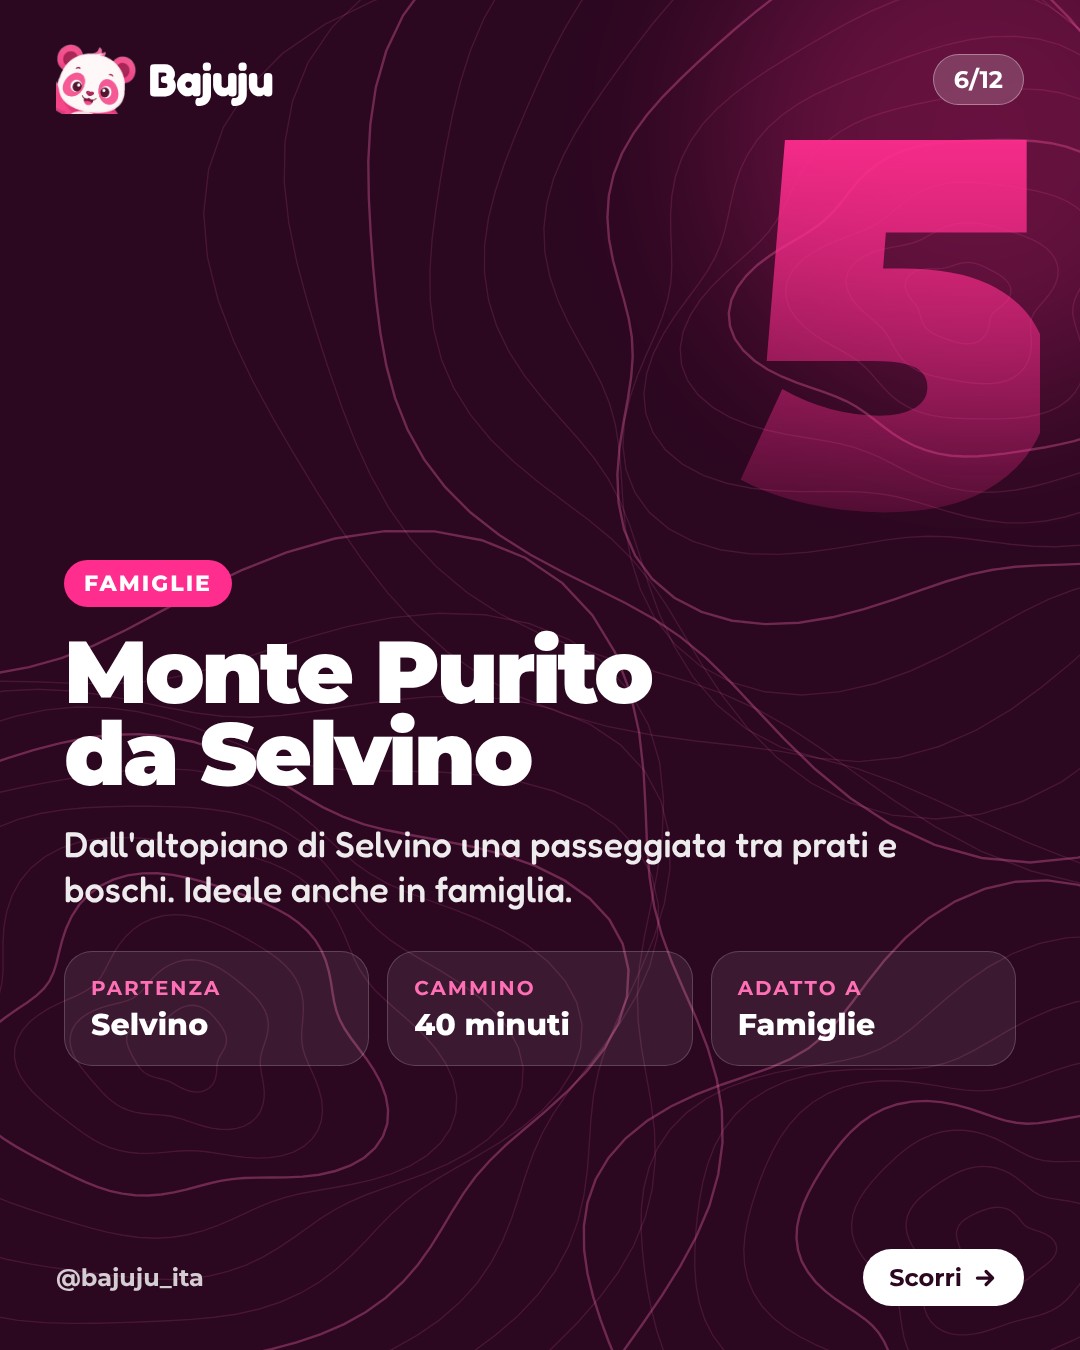 Bajuju
6/12
5
FAMIGLIE
Monte Purito
da Selvino
Dall'altopiano di Selvino una passeggiata tra prati e
boschi. Ideale anche in famiglia.
PARTENZA
Selvino
CAMMINO
40 minuti
ADATTO A
Famiglie
@bajuju_ita
Scorri →